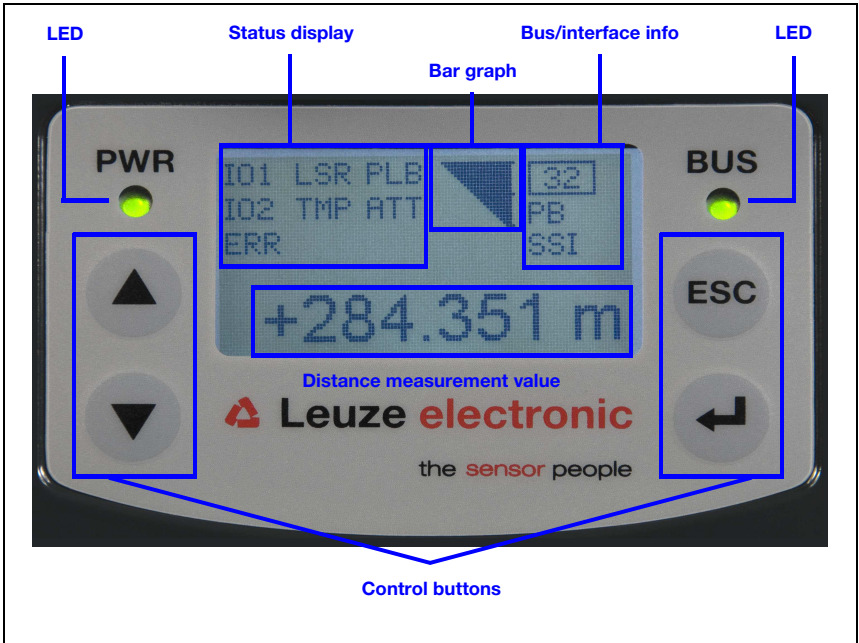 LED Status display Bus/interface info LED
Bar graph
PWR BUS
IO1 LSR PLB 32
IO2 TMP ATT PB
ERR SSI
ESC
+284.351 m
Distance measurement value
Leuze electronic
the sensor people
Control buttons